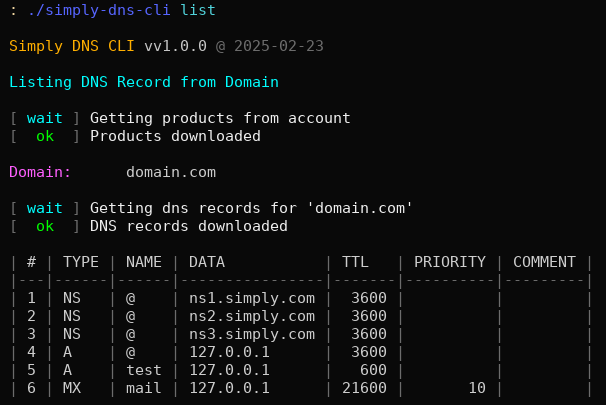 : ./simply-dns-cli list
Simply DNS CLI vv1.0.0 @ 2025-02-23
Listing DNS Record from Domain
[ wait ] Getting products from account
[  ok  ] Products downloaded
Domain:      domain.com
[ wait ] Getting dns records for 'domain.com'
[  ok  ] DNS records downloaded
| # | TYPE | NAME | DATA           | TTL   | PRIORITY | COMMENT |
|---|------|------|----------------|-------|----------|---------|
| 1 | NS   | @    | ns1.simply.com |  3600 |          |         |
| 2 | NS   | @    | ns2.simply.com |  3600 |          |         |
| 3 | NS   | @    | ns3.simply.com |  3600 |          |         |
| 4 | A    | @    | 127.0.0.1      |  3600 |          |         |
| 5 | A    | test | 127.0.0.1      |   600 |          |         |
| 6 | MX   | mail | 127.0.0.1      | 21600 |       10 |         |